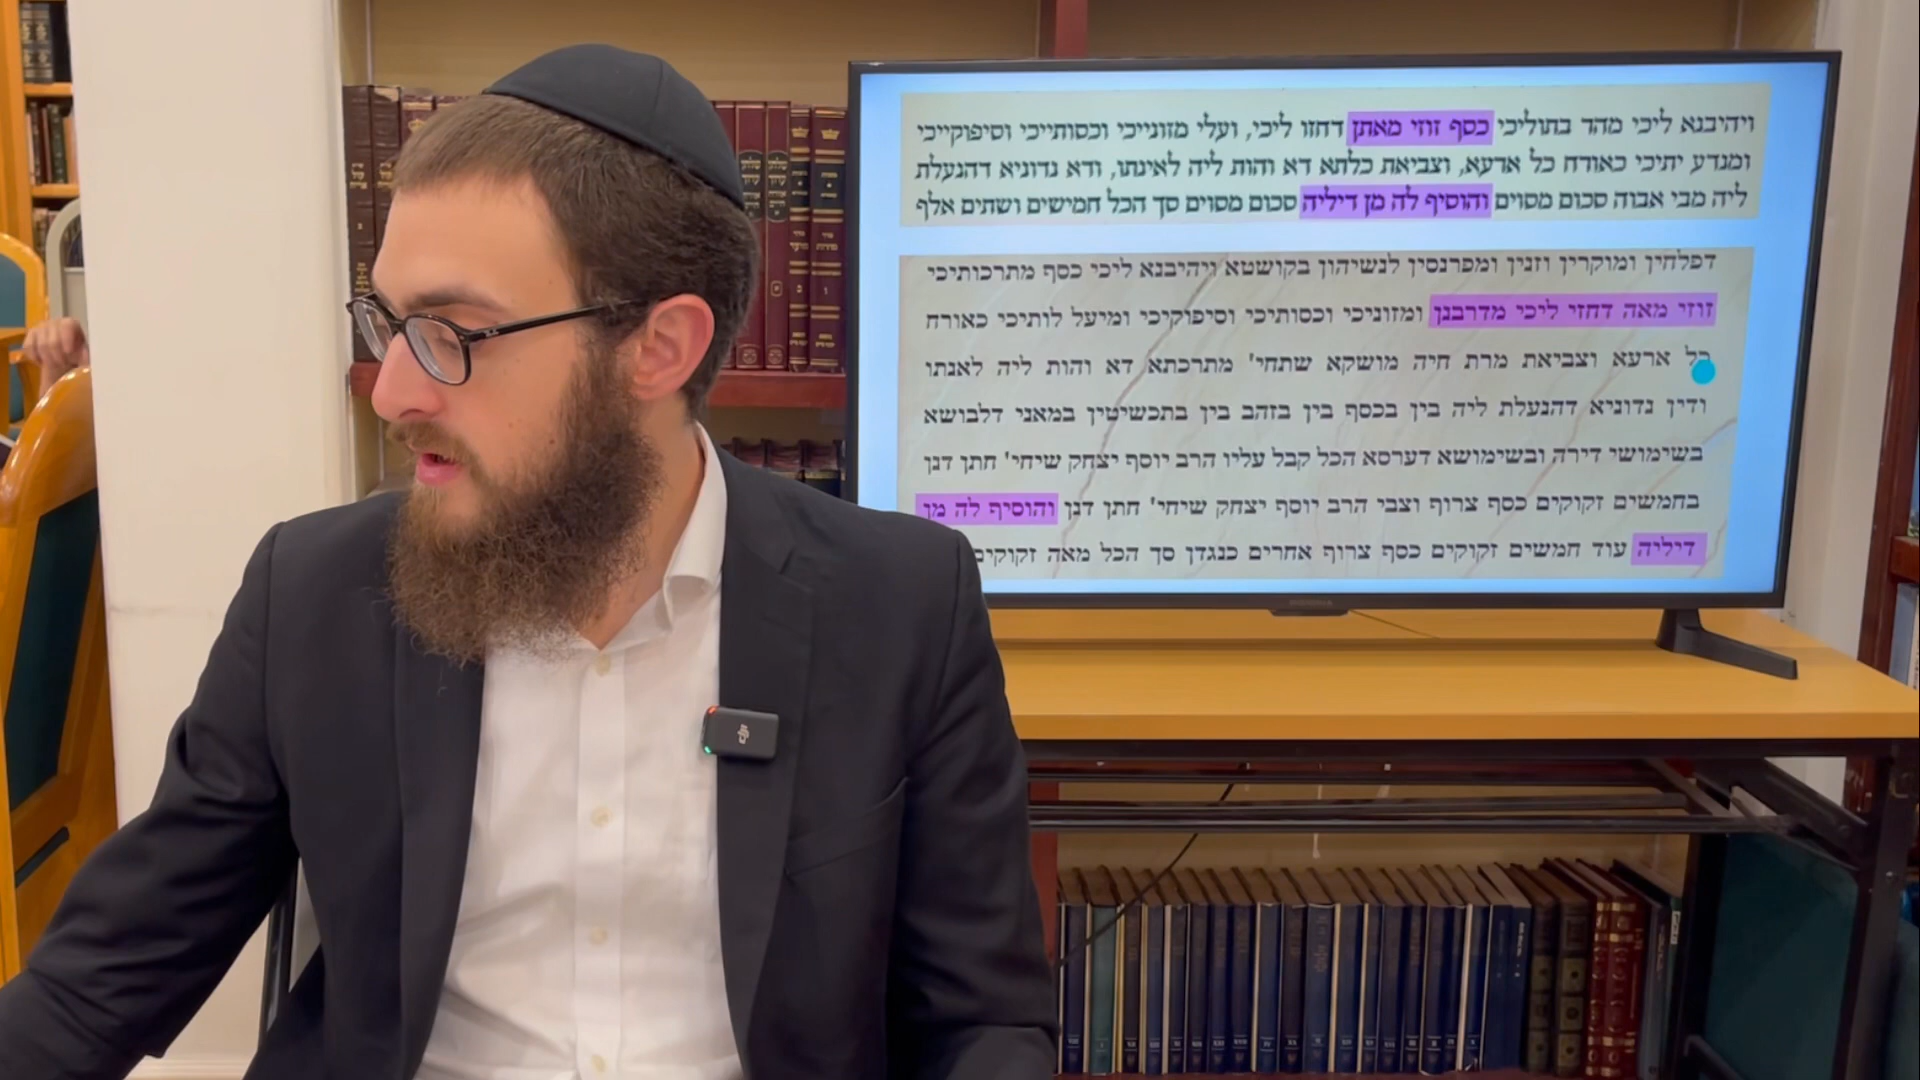 ויהיבנא ליכי מהר בתוליכי כסף זוזי מאתן דחזו ליכי, ועלי מזונייכי וכסותייכי וסיפוקייכי
ומנדע יתיכי כאורח כל ארעא, וצביאת כלתא דא והות ליה לאינתו, ודא נדוניא דהנעלת
ליה מבי אבוה סכום מסוים והוסיף לה מן דיליה סכום מסוים סך הכל חמישים ושתים אלף
דפלחין ומוקרין וזנין ומפרנסין לנשיהון בקושטא ויהיבנא ליכי כסף מתרכותיכי
זוזי מאה דחזי ליכי מדרבנן ומזוניכי וכסותיכי וסיפוקיכי ומיעל לותיכי כאורח
כל ארעא וצביאת מרת חיה מושקא שתחי' מתרכתא דא והות ליה לאנתו
ודין נדוניא דהנעלת ליה בין בכסף בין בזהב בין בתכשיטין במאני דלבושא
בשימושי דירה ובשימושא דערסא הכל קבל עליו הרב יוסף יצחק שיחי' חתן דנן
בחמשים זקוקים כסף צרוף וצבי הרב יוסף יצחק שיחי' חתן דנן והוסיף לה מן
דיליה עוד חמשים זקוקים כסף צרוף אחרים כנגדן סך הכל מאה זקוקים